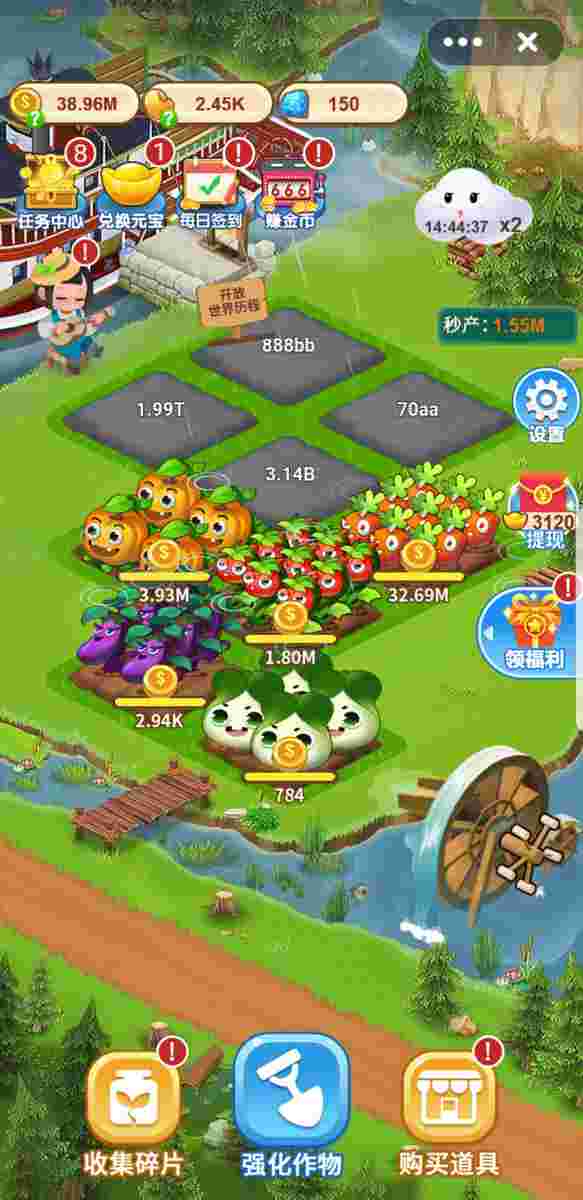 38.96M
2.45K
150
8
1
!
!
666
任务中心
兑换元宝
每日签到
赚金币
!
14:44:37 x2
开放
世界历程
秒产：1.55M
888bb
1.99T
70aa
设置
3.14B
3120
提现
3.93M
32.69M
!
领福利
1.80M
2.94K
784
!
!
收集碎片
强化作物
购买道具